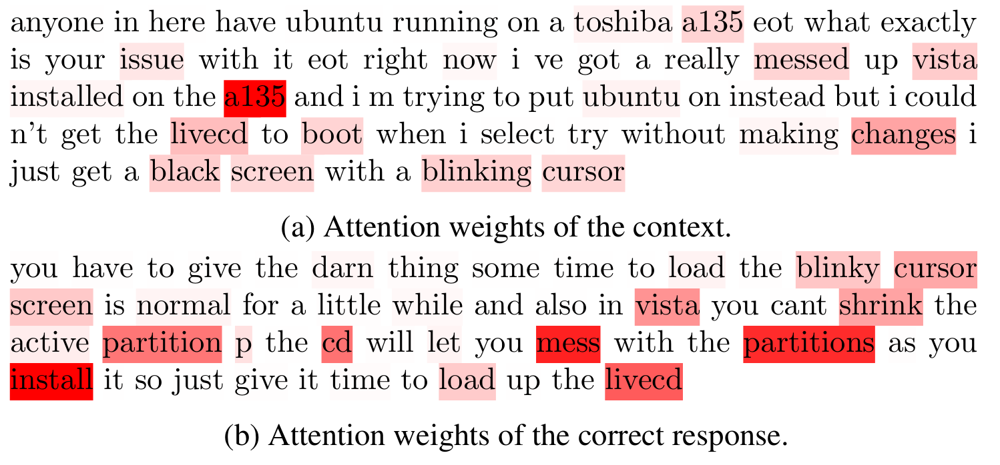 anyone in here have ubuntu running on a toshiba a135 eot what exactly
is your issue with it eot right now i ve got a really messed up vista
installed on the a135 and i m trying to put ubuntu on instead but i could
n't get the livecd to boot when i select try without making changes i
just get a black screen with a blinking cursor
(a) Attention weights of the context.
you have to give the darn thing some time to load the blinky cursor
screen is normal for a little while and also in vista you cant shrink the
active partition p the cd will let you mess with the partitions as you
install it so just give it time to load up the livecd
(b) Attention weights of the correct response.